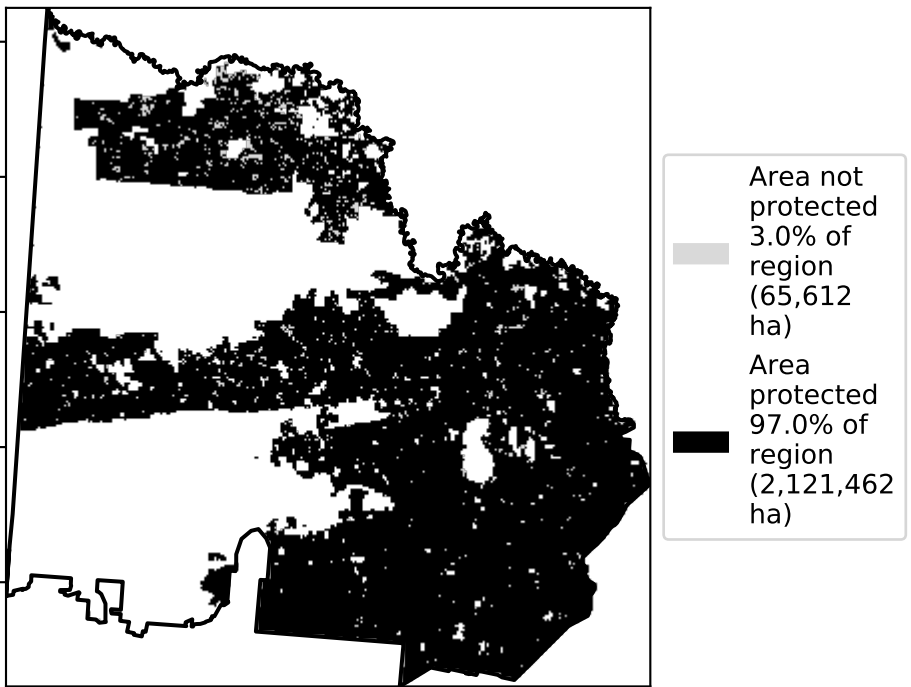 Area not
protected
3.0% of
region
(65,612
ha)
Area
protected
97.0% of
region
(2,121,462
ha)